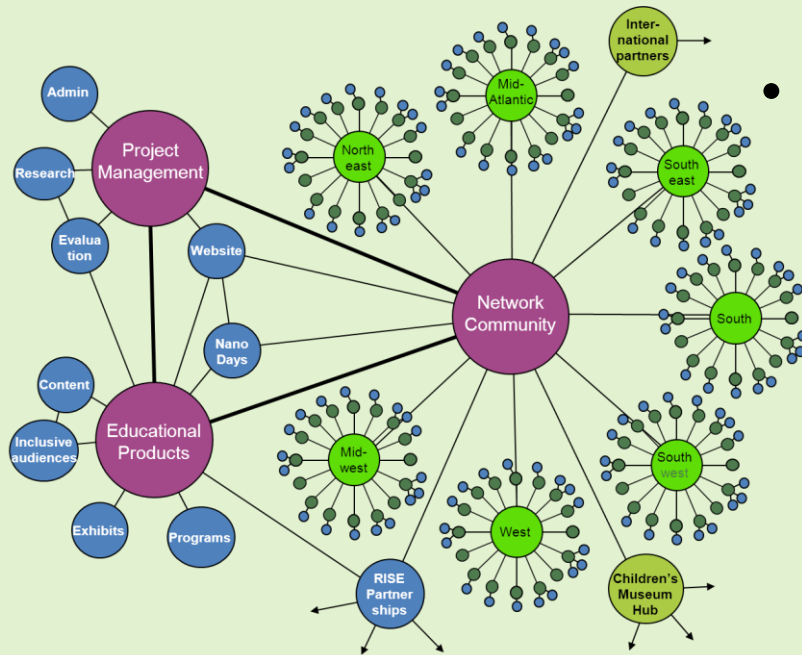 Inter-
national
partners
Mid-
Atlantic
Admin
Project
Management
North
east
South
east
Research
Evalua
tion
Website
Network
Community
South
Nano
Days
Content
Educational
Products
Inclusive
audiences
Mid-
west
South
west
Exhibits
Programs
West
RISE
Partner
ships
Children's
Museum
Hub